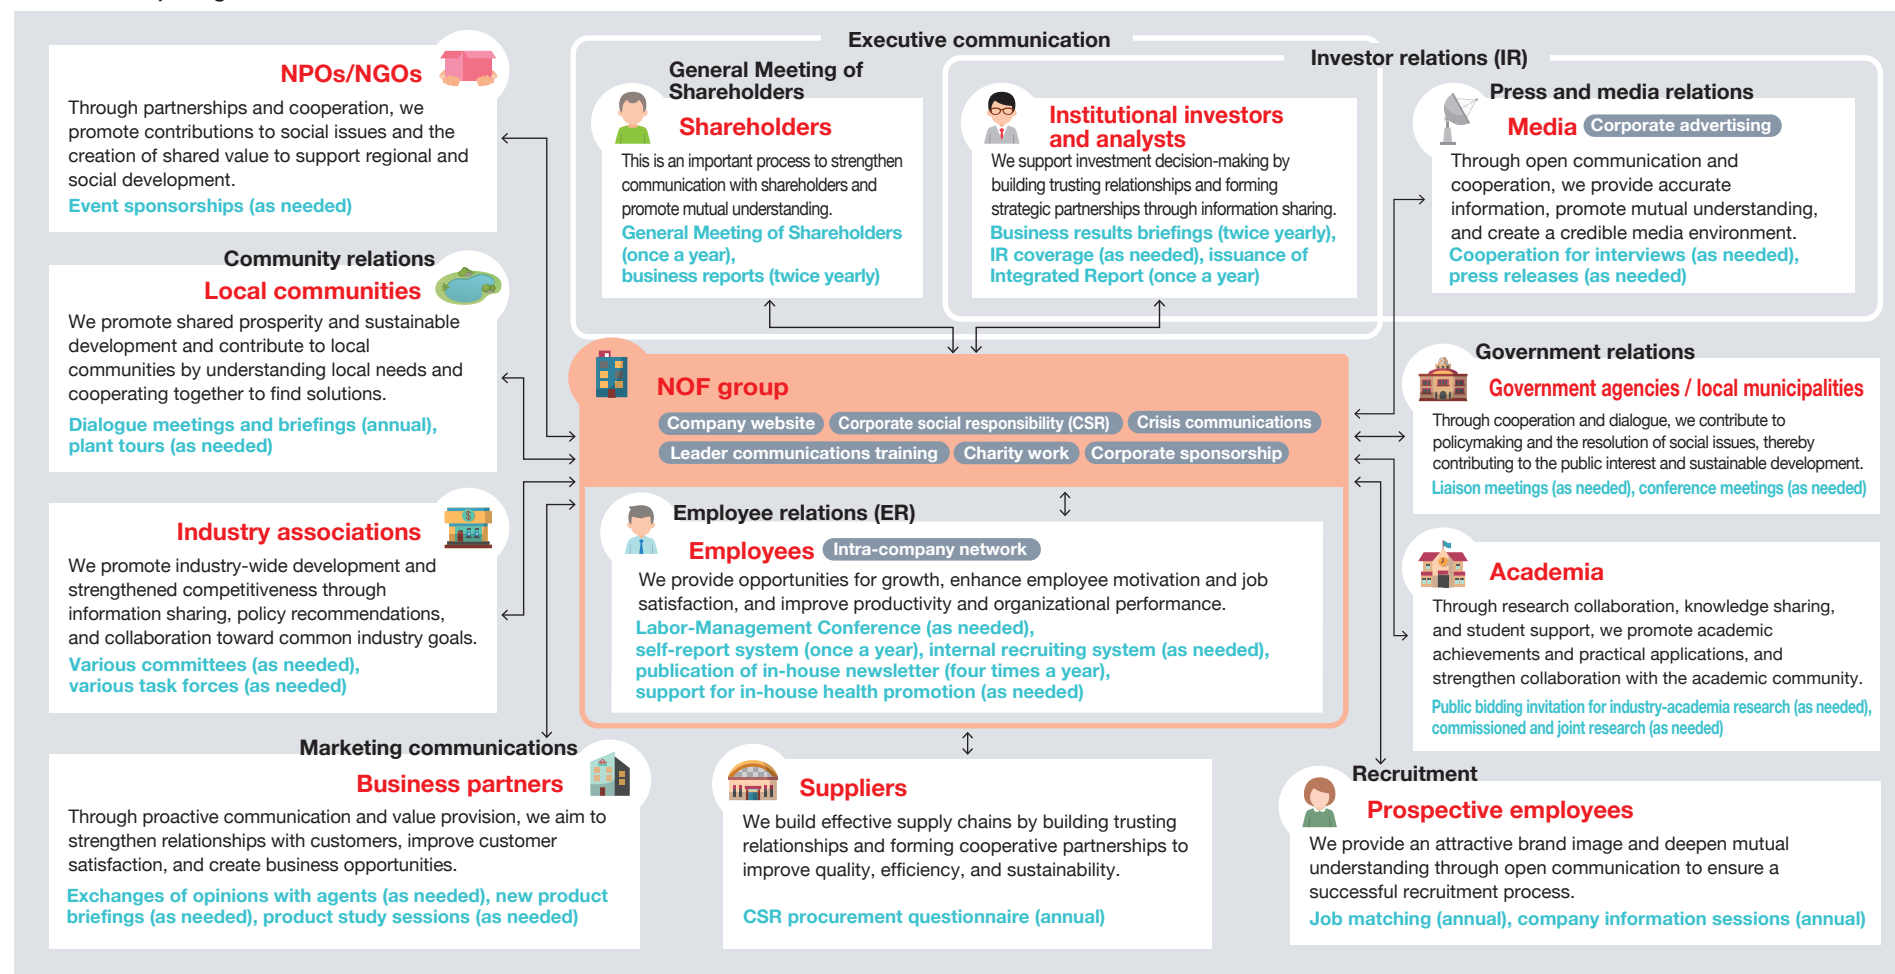 Executive communication
Investor relations (IR)
NPOs/NGOs
Through partnerships and cooperation, we
promote contributions to social issues and the
creation of shared value to support regional and
social development.
Event sponsorships (as needed)
General Meeting of
Shareholders
Shareholders
This is an important process to strengthen
communication with shareholders and
promote mutual understanding.
General Meeting of Shareholders
(once a year),
business reports (twice yearly)
Institutional investors
and analysts
We support investment decision-making by
building trusting relationships and forming
strategic partnerships through information sharing.
Business results briefings (twice yearly),
IR coverage (as needed), issuance of
Integrated Report (once a year)
Press and media relations
Media Corporate advertising
Through open communication and
cooperation, we provide accurate
information, promote mutual understanding,
and create a credible media environment.
Cooperation for interviews (as needed),
press releases (as needed)
Community relations
Local communities
We promote shared prosperity and sustainable
development and contribute to local
communities by understanding local needs and
cooperating together to find solutions.
Dialogue meetings and briefings (annual),
plant tours (as needed)
NOF group
Company website Corporate social responsibility (CSR) Crisis communications
Leader communications training Charity work Corporate sponsorship
Government relations
Government agencies / local municipalities
Through cooperation and dialogue, we contribute to
policymaking and the resolution of social issues, thereby
contributing to the public interest and sustainable development.
Liaison meetings (as needed), conference meetings (as needed)
Industry associations
We promote industry-wide development and
strengthened competitiveness through
information sharing, policy recommendations,
and collaboration toward common industry goals.
Various committees (as needed),
various task forces (as needed)
Employee relations (ER)
Employees Intra-company network
We provide opportunities for growth, enhance employee motivation and job
satisfaction, and improve productivity and organizational performance.
Labor-Management Conference (as needed),
self-report system (once a year), internal recruiting system (as needed),
publication of in-house newsletter (four times a year),
support for in-house health promotion (as needed)
Academia
Through research collaboration, knowledge sharing,
and student support, we promote academic
achievements and practical applications, and
strengthen collaboration with the academic community.
Public bidding invitation for industry-academia research (as needed),
commissioned and joint research (as needed)
Marketing communications
Business partners
Through proactive communication and value provision, we aim to
strengthen relationships with customers, improve customer
satisfaction, and create business opportunities.
Exchanges of opinions with agents (as needed), new product
briefings (as needed), product study sessions (as needed)
Suppliers
We build effective supply chains by building trusting
relationships and forming cooperative partnerships to
improve quality, efficiency, and sustainability.
CSR procurement questionnaire (annual)
Recruitment
Prospective employees
We provide an attractive brand image and deepen mutual
understanding through open communication to ensure a
successful recruitment process.
Job matching (annual), company information sessions (annual)